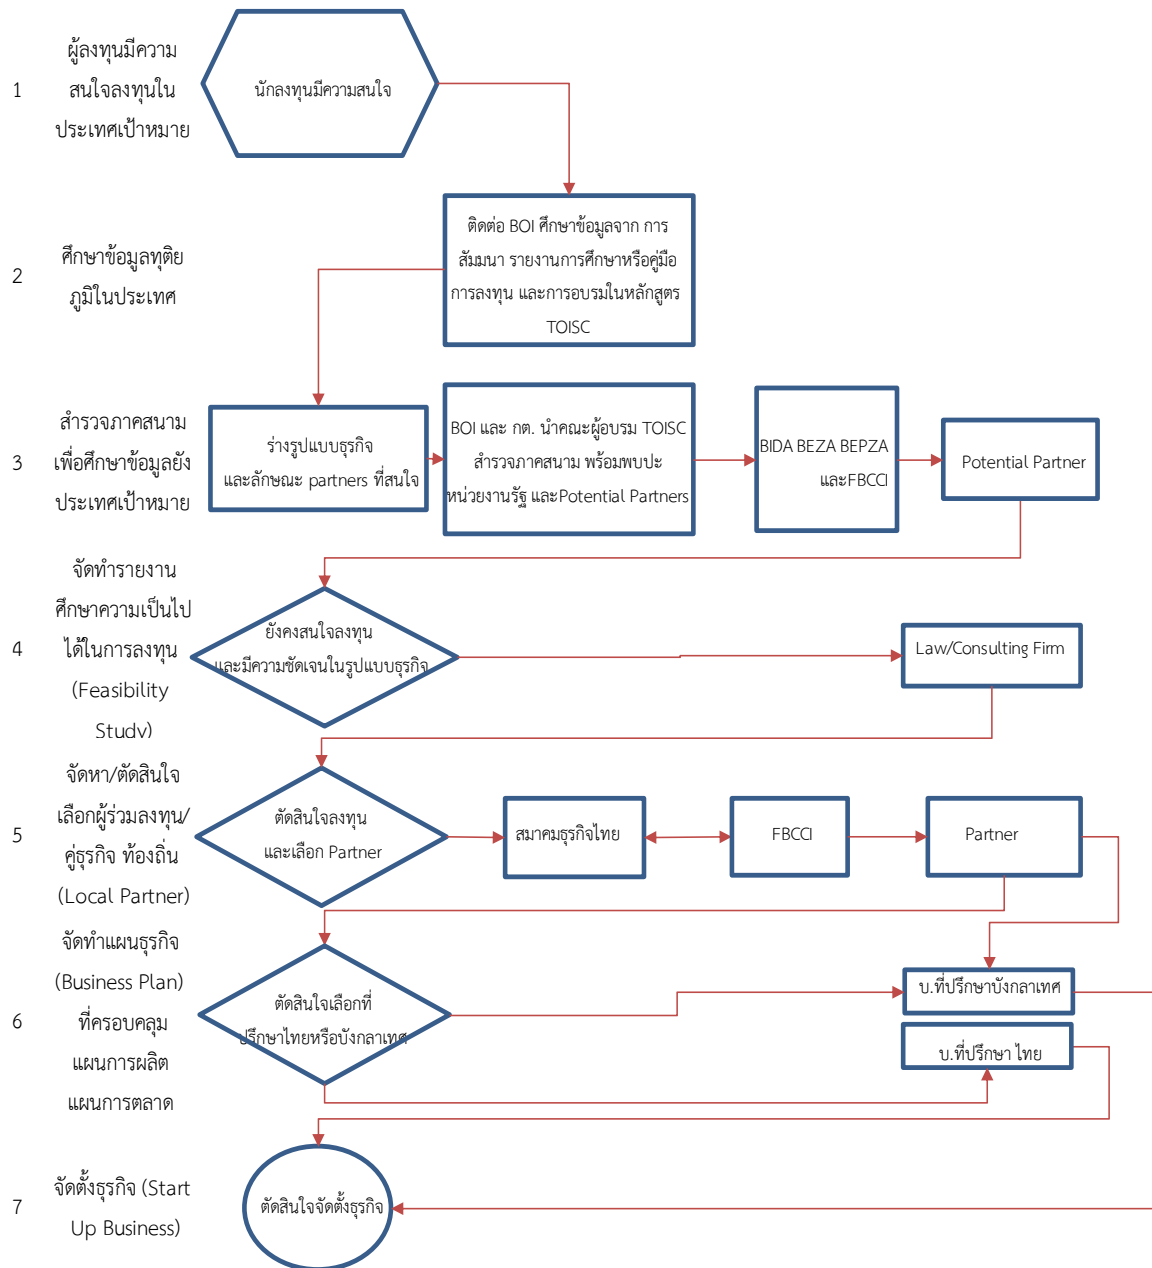 ผู้ลงทุนมีความ
สนใจลงทุนใน
ประเทศเป้าหมาย
1
นักลงทุนมีความสนใจ
ศึกษาข้อมูลทุติย
ภูมิในประเทศ
2
ติดต่อ BOI ศึกษาข้อมูลจาก การ
สัมมนา รายงานการศึกษาหรือคู่มือ
การลงทุน และการอบรมในหลักสูตร
TOISC
สำรวจภาคสนาม
เพื่อศึกษาข้อมูลยัง
ประเทศเป้าหมาย
3
ร่างรูปแบบธุรกิจ
และลักษณะ partners ที่สนใจ
BOI และ กต. นำคณะผู้อบรม TOISC
สำรวจภาคสนาม พร้อมพบปะ
หน่วยงานรัฐ และPotential Partners
BIDA BEZA BEPZA
และFBCCI
Potential Partner
จัดทำรายงาน
ศึกษาความเป็นไป
ได้ในการลงทุน
(Feasibility
Study)
4
ยังคงสนใจลงทุน
และมีความชัดเจนในรูปแบบธุรกิจ
Law/Consulting Firm
จัดหา/ตัดสินใจ
เลือกผู้ร่วมลงทุน/
คู่ธุรกิจ ท้องถิ่น
(Local Partner)
5
ตัดสินใจลงทุน
และเลือก Partner
สมาคมธุรกิจไทย
FBCCI
Partner
จัดทำแผนธุรกิจ
(Business Plan)
ที่ครอบคลุม
แผนการผลิต
แผนการตลาด
6
ตัดสินใจเลือกที่
ปรึกษาไทยหรือบังกลาเทศ
บ.ที่ปรึกษาบังกลาเทศ
บ.ที่ปรึกษา ไทย
จัดตั้งธุรกิจ (Start
Up Business)
7
ตัดสินใจจัดตั้งธุรกิจ